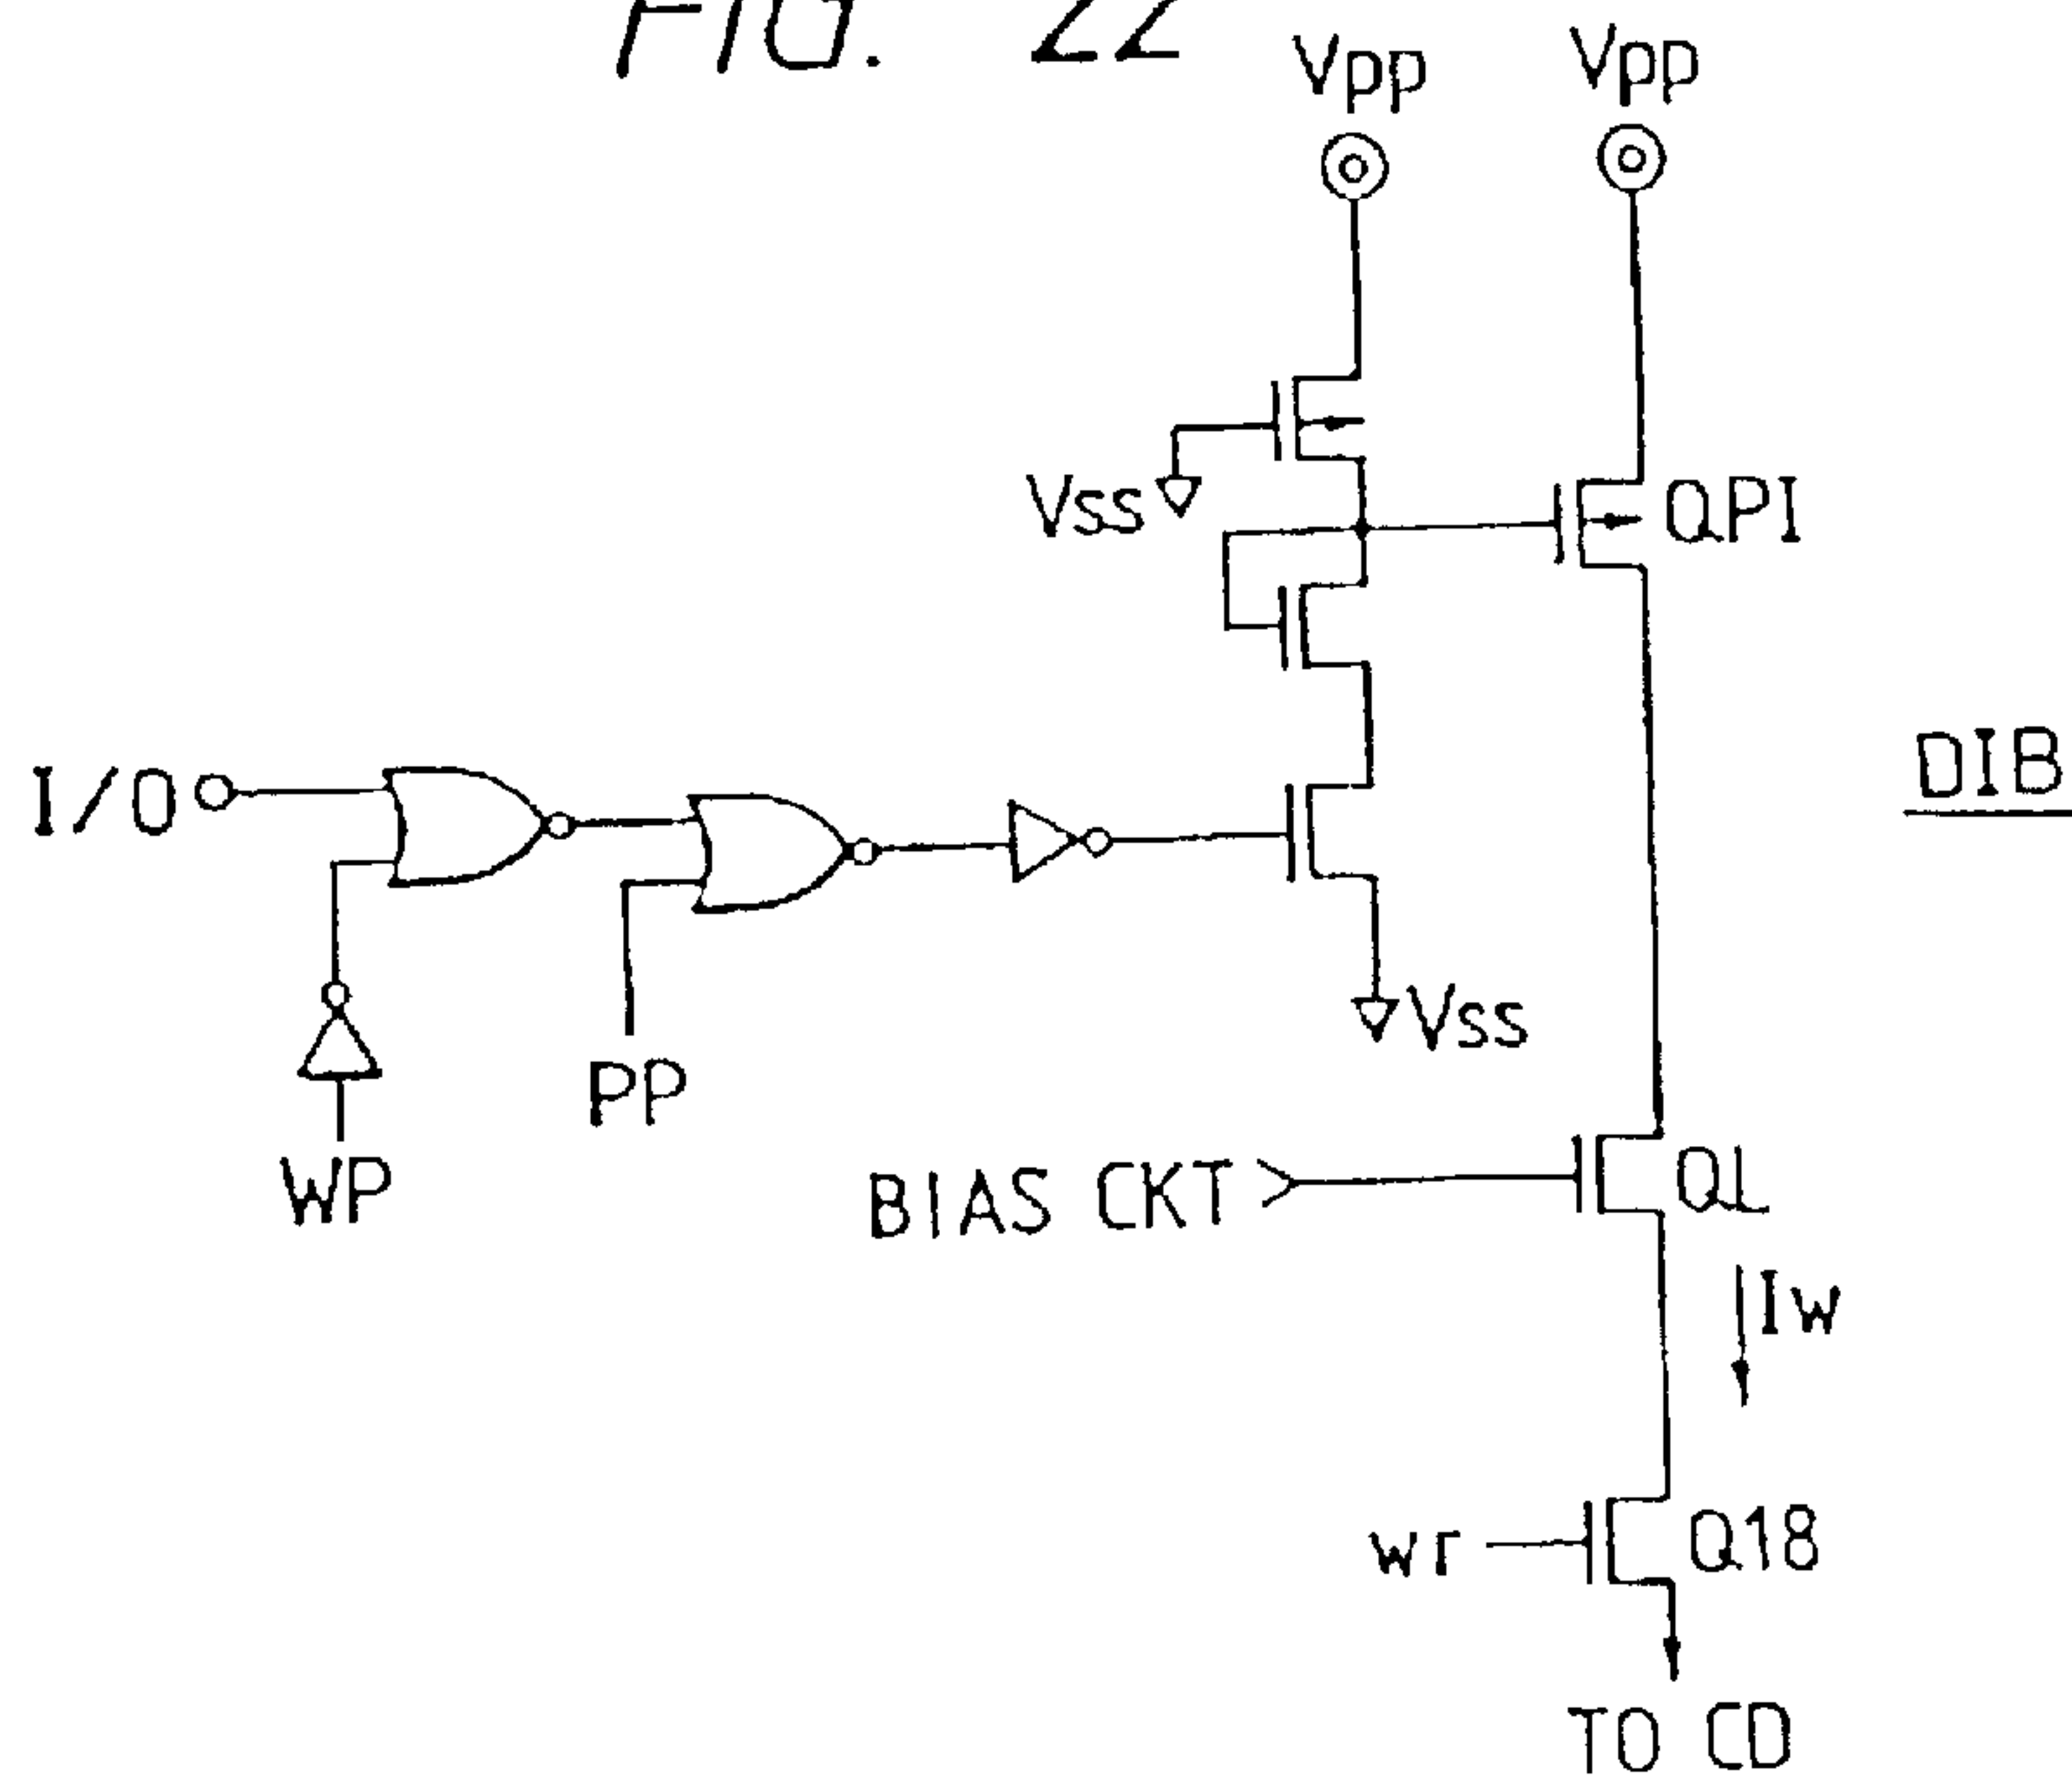 FIG. 22
Vpp
Vpp
Vss
QPI
DIB
I/O
Vss
PP
WP
BIAS CKT
QL
Iw
wr
Q18
TO CD